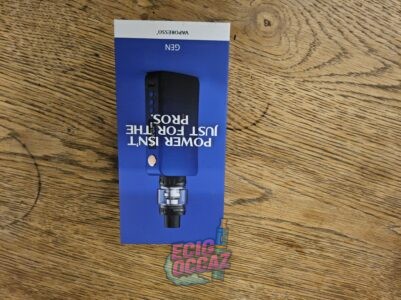 VAPORESSO
GEN
POWER ISN'T
JUST FOR THE
PROS.
ECIG
OCCAZ